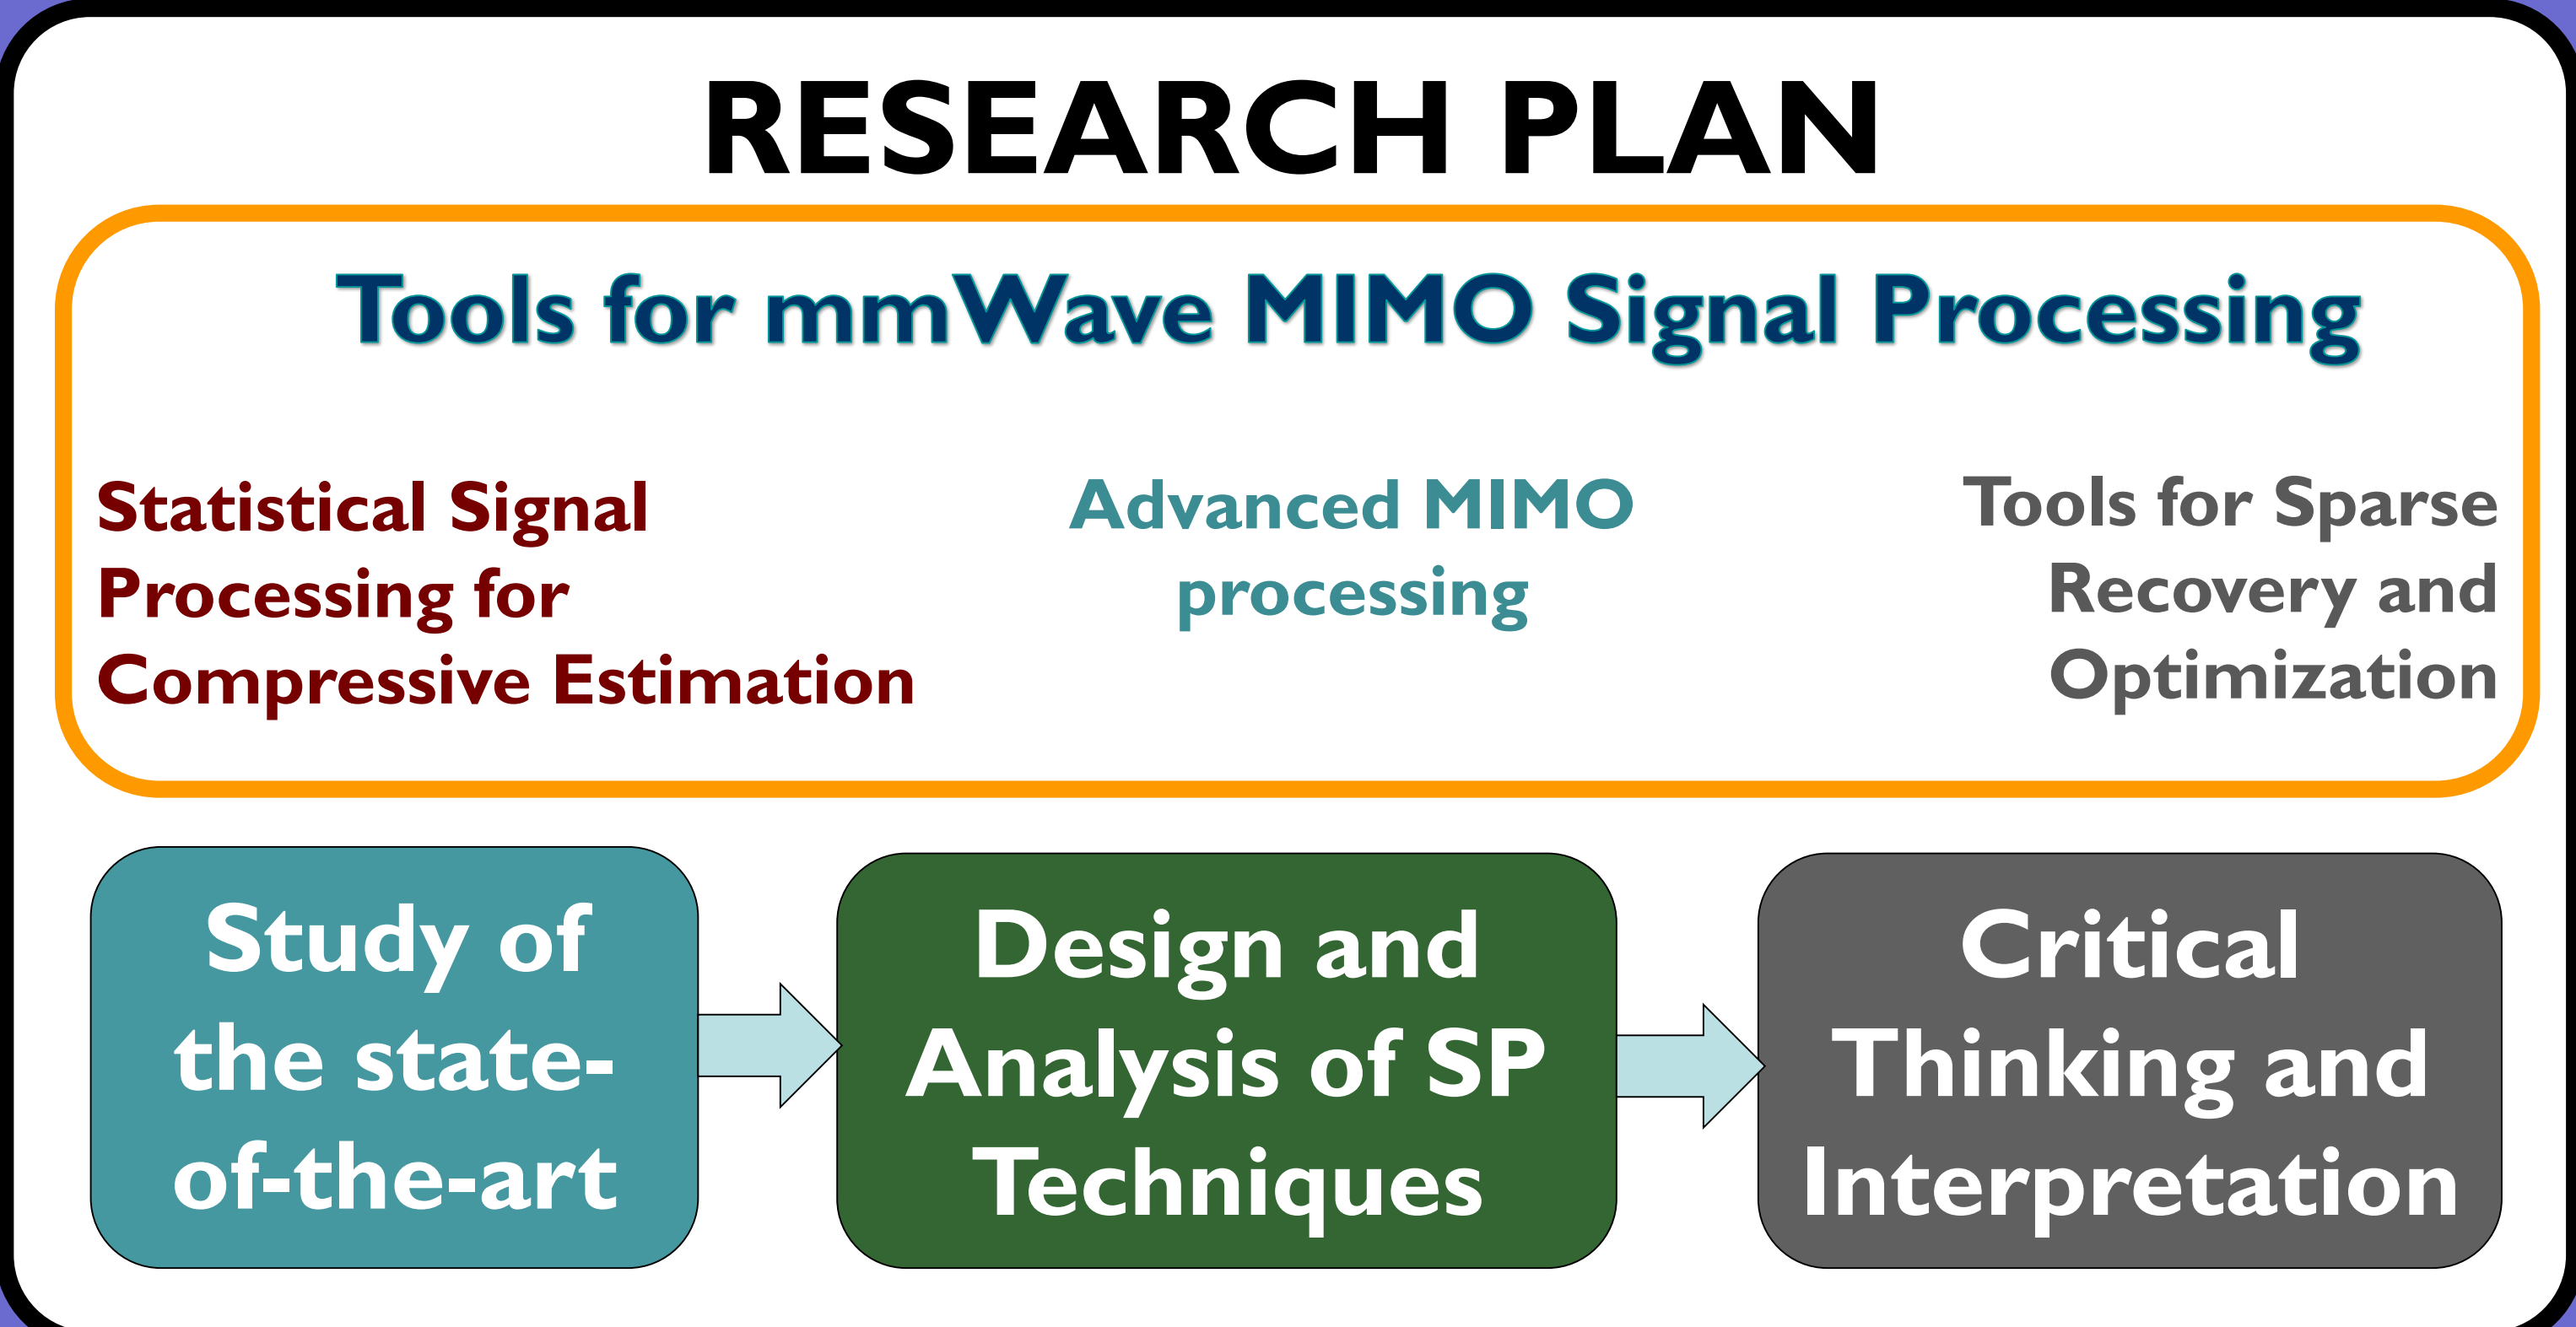 RESEARCH PLAN
Tools for mmWave MIMO Signal Processing
Statistical Signal
Processing for
Compressive Estimation
Advanced MIMO
processing
Tools for Sparse
Recovery and
Optimization
Study of
the state-
of-the-art
Design and
Analysis of SP
Techniques
Critical
Thinking and
Interpretation